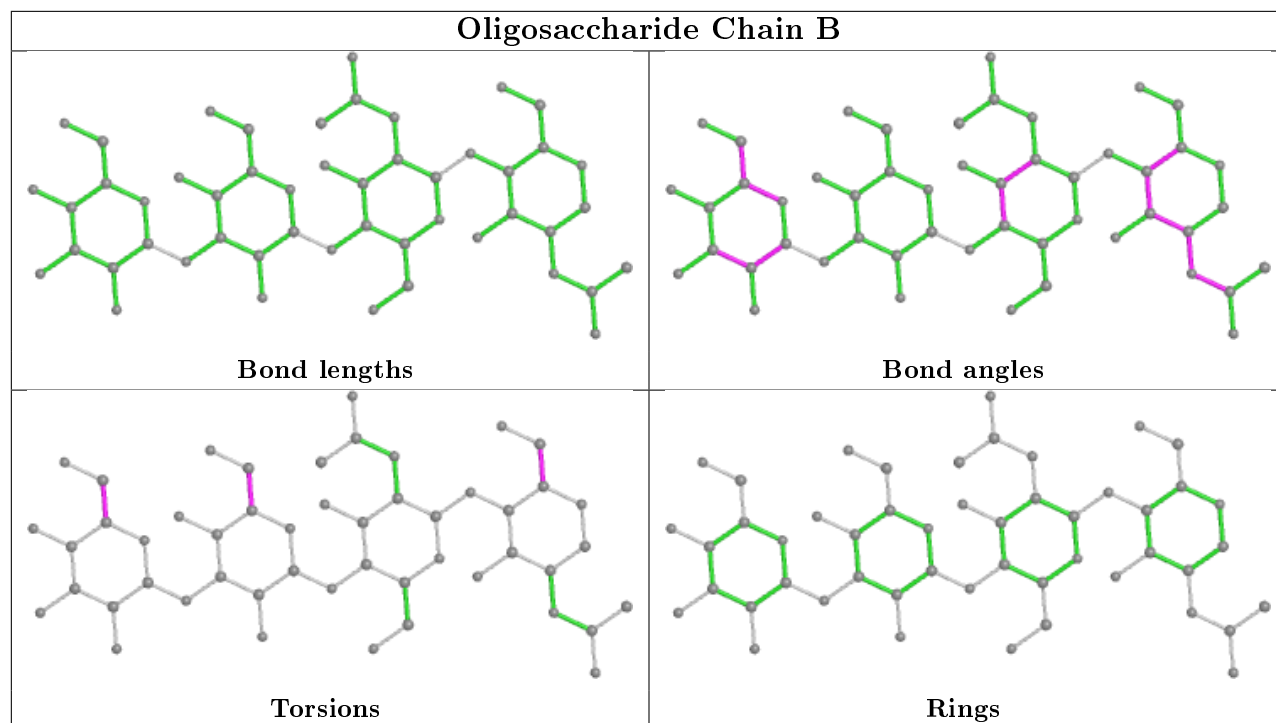 Oligosaccharide Chain B
Bond lengths
Bond angles
Torsions
Rings